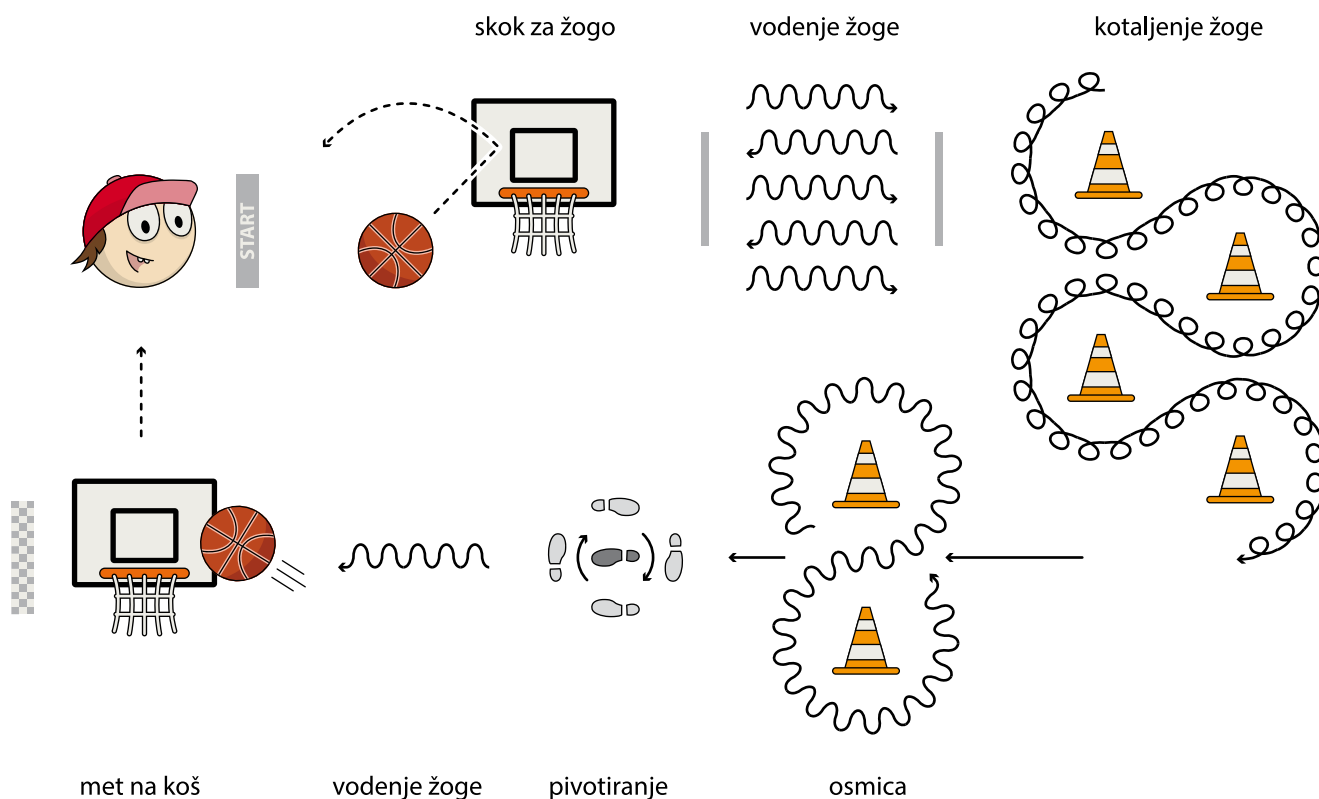 skok za žogo
vodenje žoge
kotaljenje žoge
START
met na koš
vodenje žoge
pivotiranje
osmica